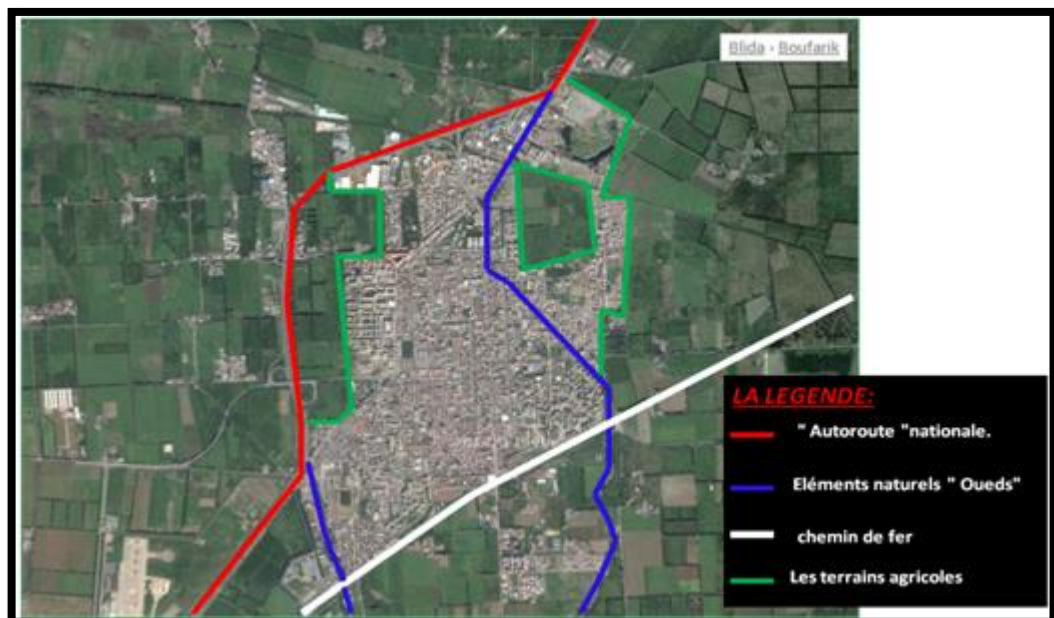 Blida › Boufarik
LA LEGENDE:
" Autoroute "nationale.
Eléments naturels " Oueds"
chemin de fer
Les terrains agricoles